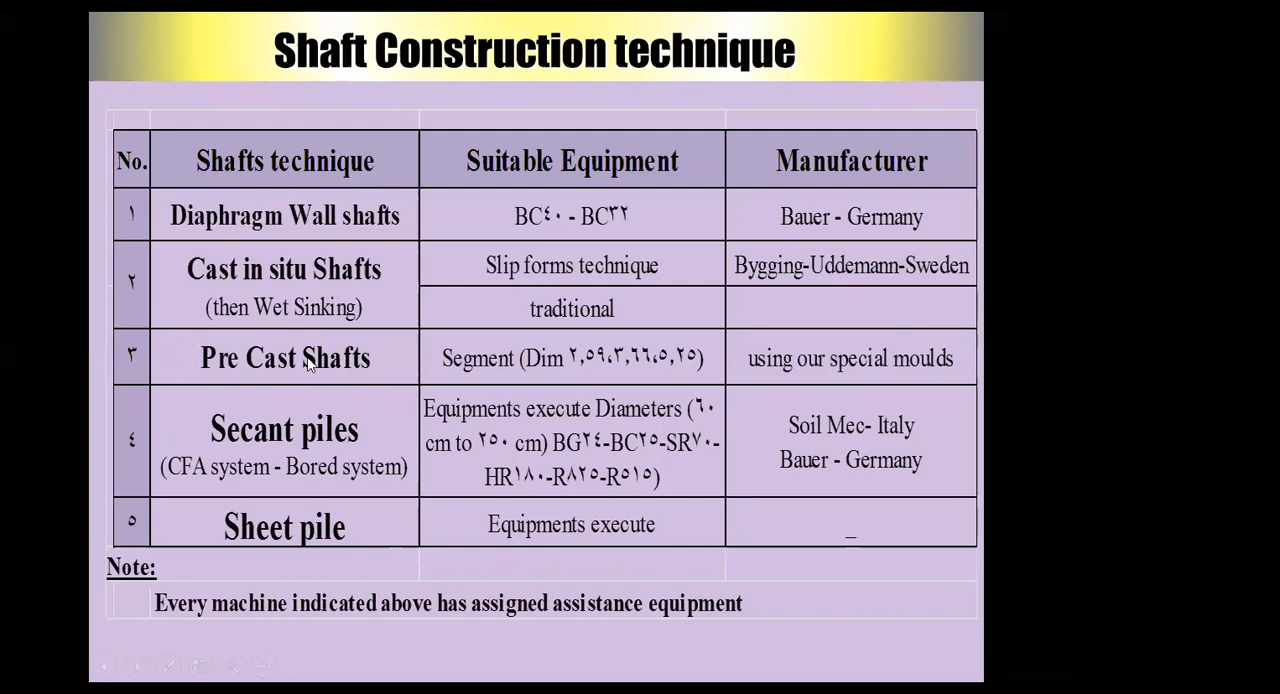 Shaft Construction technique
No. Shafts technique Suitable Equipment Manufacturer
١ Diaphragm Wall shafts BC٤٠ - BC٣٢ Bauer - Germany
٢ Cast in situ Shafts
(then Wet Sinking)
Slip forms technique Bygging-Uddemann-Sweden
traditional
٣ Pre Cast Shafts Segment (Dim ٢,٥٩،٣,٦٦،٥,٢٥) using our special moulds
٤ Secant piles
(CFA system - Bored system)
Equipments execute Diameters (٦٠
cm to ٢٥٠ cm) BG٢٤-BC٢٥-SR٧٠-
HR١٨٠-R٨٢٥-R٥١٥)
Soil Mec- Italy
Bauer - Germany
٥ Sheet pile Equipments execute _
Note:
Every machine indicated above has assigned assistance equipment